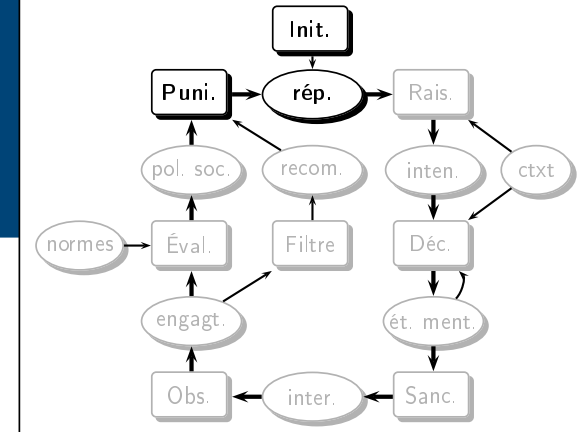 Init.
Puni.
rép.
Rais.
pol. soc.
recom.
inten.
ctxt
normes
Éval.
Filtre
Déc.
engagt.
ét. ment.
Obs.
inter.
Sanc.